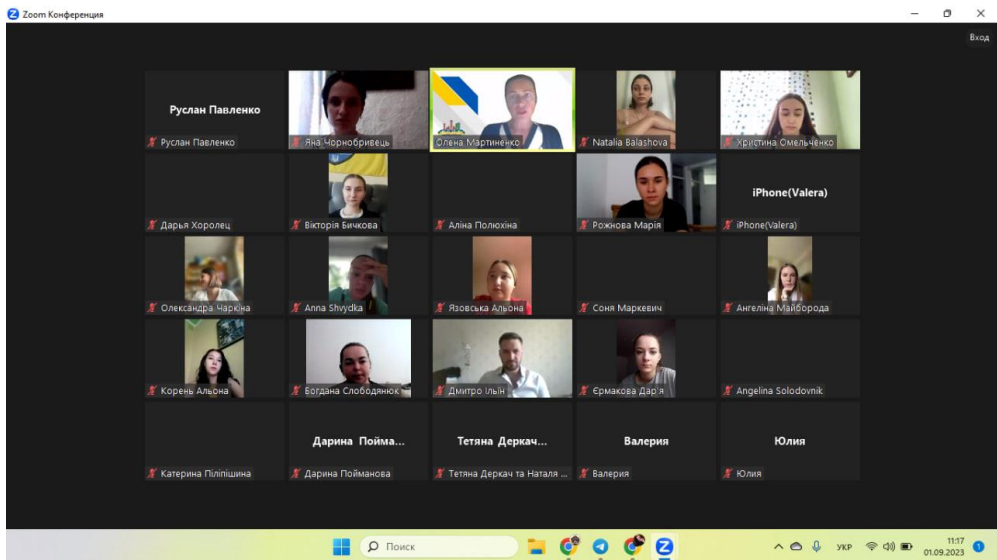 Zoom Конференция
Вход
Руслан Павленко
Руслан Павленко
Яна Чорнобривець
Олена Мартиненко
Natalia Balashova
Христина Омельченко
Дарья Хоролец
Вікторія Бичкова
Аліна Полюхіна
Рожнова Марія
iPhone(Valera)
iPhone(Valera)
Олександра Чаркіна
Anna Shvydka
Язовська Альона
Соня Маркевич
Ангеліна Майборода
Корень Альона
Богдана Слободянюк
Дмитро Ільїн
Єрмакова Дар'я
Angelina Solodovnik
Катерина Піліпішина
Дарина Пойма...
Дарина Пойманова
Тетяна Деркач...
Тетяна Деркач та Наталя ...
Валерия
Валерия
Юлия
Юлия
Поиск
УКР
11:17
01.09.2023
1